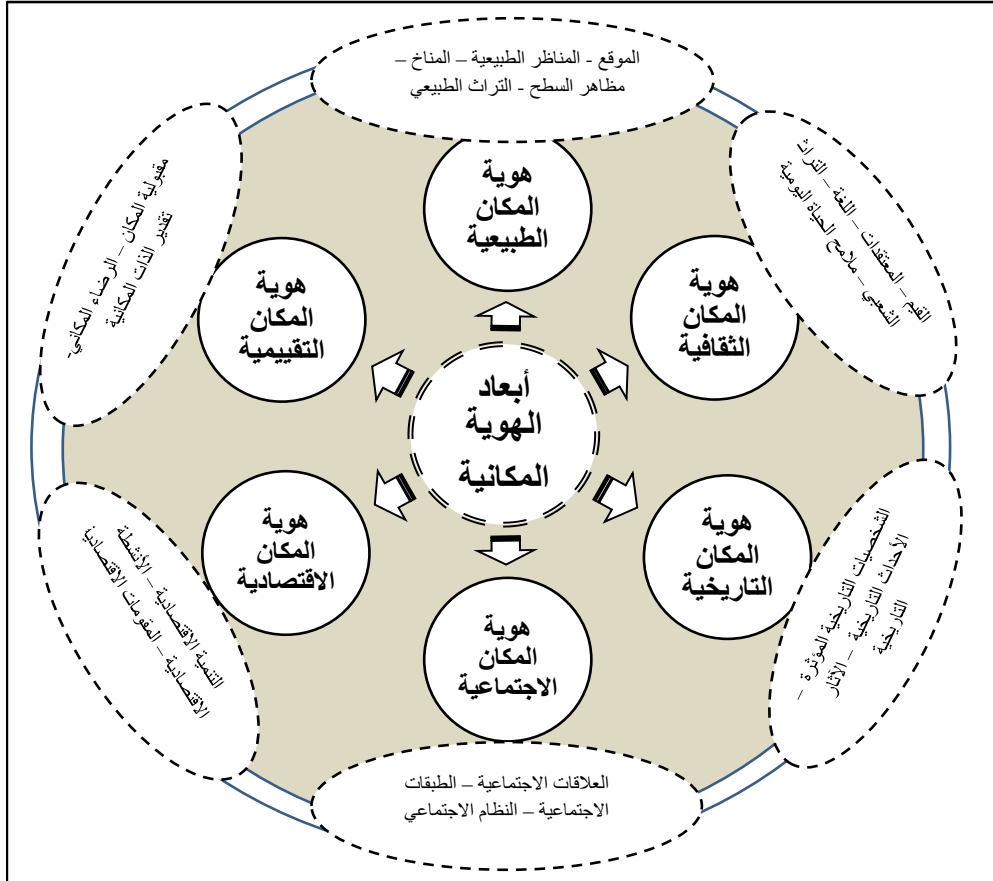 الموقع - المناظر الطبيعية – المناخ –
مظاهر السطح - التراث الطبيعي
هوية
المكان
الطبيعية
القيم – المعتقدات – اللغة – التراث
الشعبي – ملامح الحياة اليومية
هوية
المكان
الثقافية
مقبولية المكان – الرضاء المكاني-
تقدير الذات المكانية
هوية
المكان
التقييمية
أبعاد
الهوية
المكانية
هوية
المكان
التاريخية
الشخصيات التاريخية المؤثرة –
الأحداث التاريخية – الآثار
التاريخية
هوية
المكان
الاقتصادية
التنمية الاقتصادية – الأنشطة
الاقتصادية – المقومات الاقتصادية
هوية
المكان
الاجتماعية
العلاقات الاجتماعية – الطبقات
الاجتماعية – النظام الاجتماعي